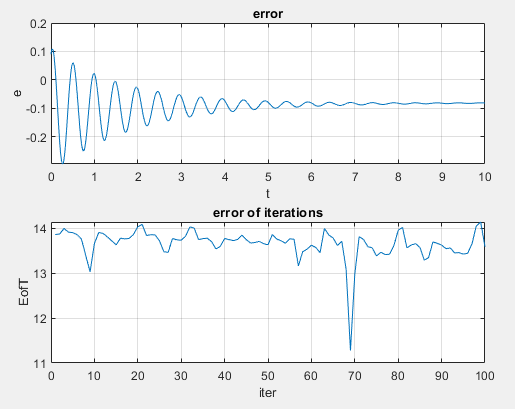 error
0.2
0.1
0
-0.1
-0.2
e
0 1 2 3 4 5 6 7 8 9 10
t
error of iterations
14
13
12
11
EofT
0 10 20 30 40 50 60 70 80 90 100
iter